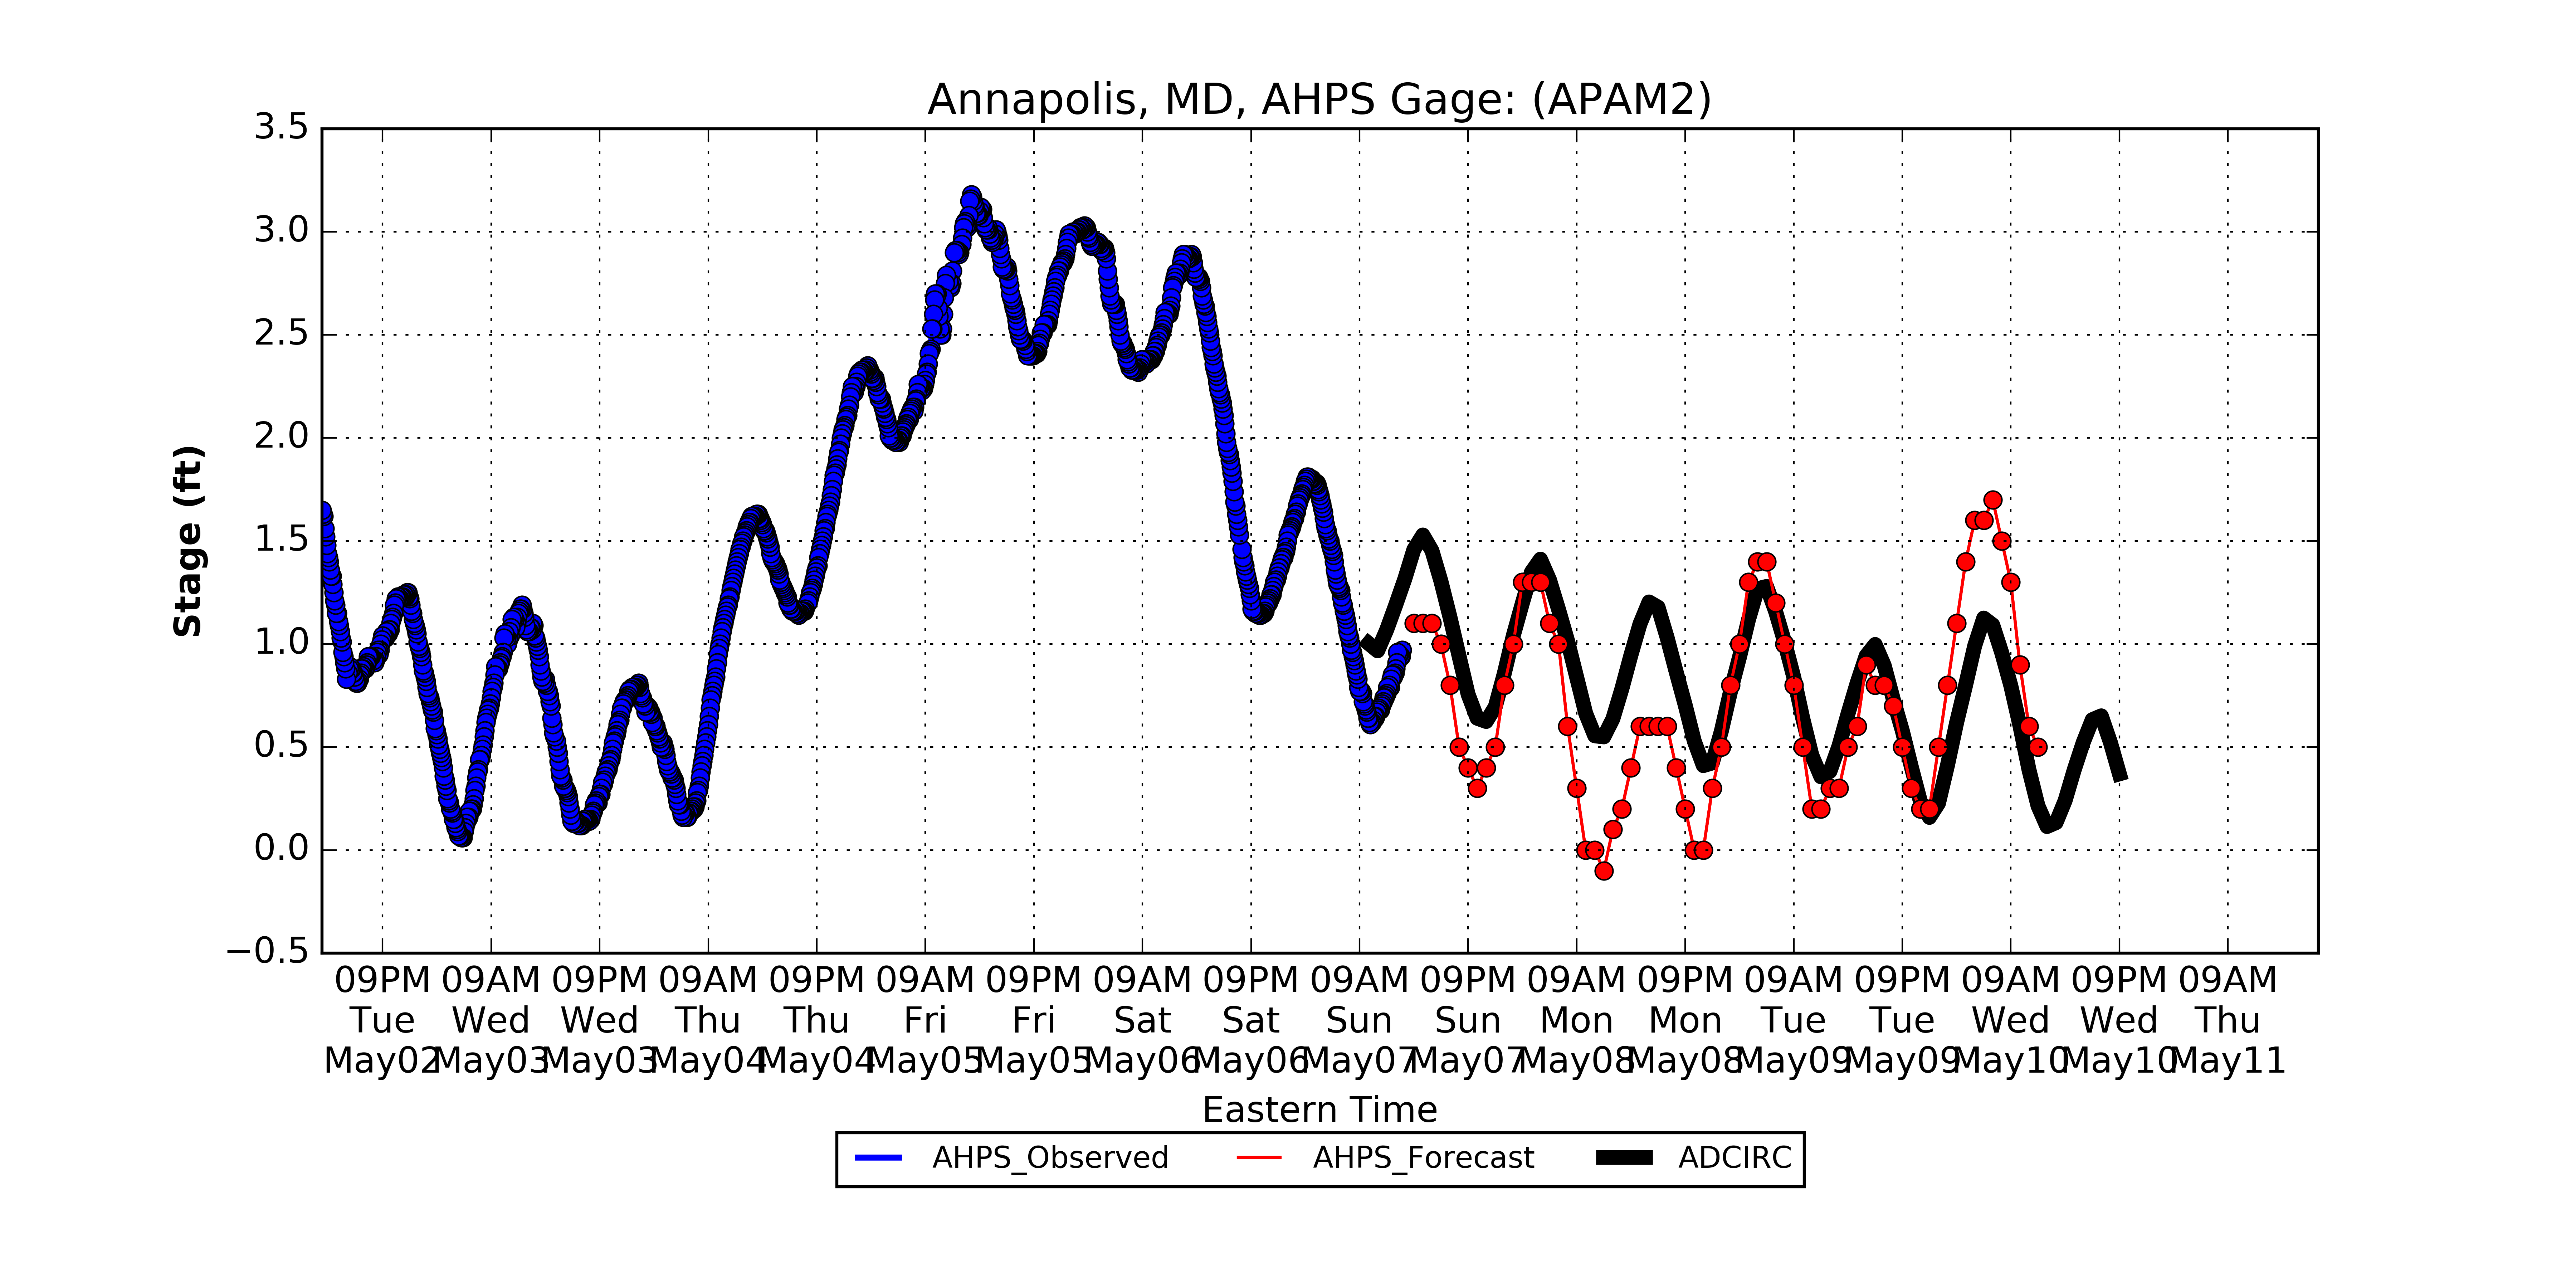 Annapolis, MD, AHPS Gage: (APAM2)
3.5
3.0
2.5
2.0
1.5
1.0
0.5
0.0
−0.5
Stage (ft)
09PM 09AM 09PM 09AM 09PM 09AM 09PM 09AM 09PM 09AM 09PM 09AM 09PM 09AM 09PM 09AM 09PM 09AM
Tue Wed Wed Thu Thu Fri Fri Sat Sat Sun Sun Mon Mon Tue Tue Wed Wed Thu
May02 May03 May03 May04 May04 May05 May05 May06 May06 May07 May07 May08 May08 May09 May09 May10 May10 May11
Eastern Time
AHPS_Observed AHPS_Forecast ADCIRC